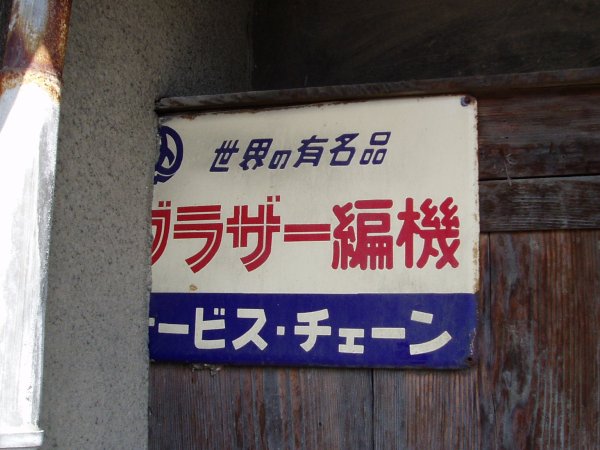 世界の有名品
ブラザー編機
サービス・チェーン